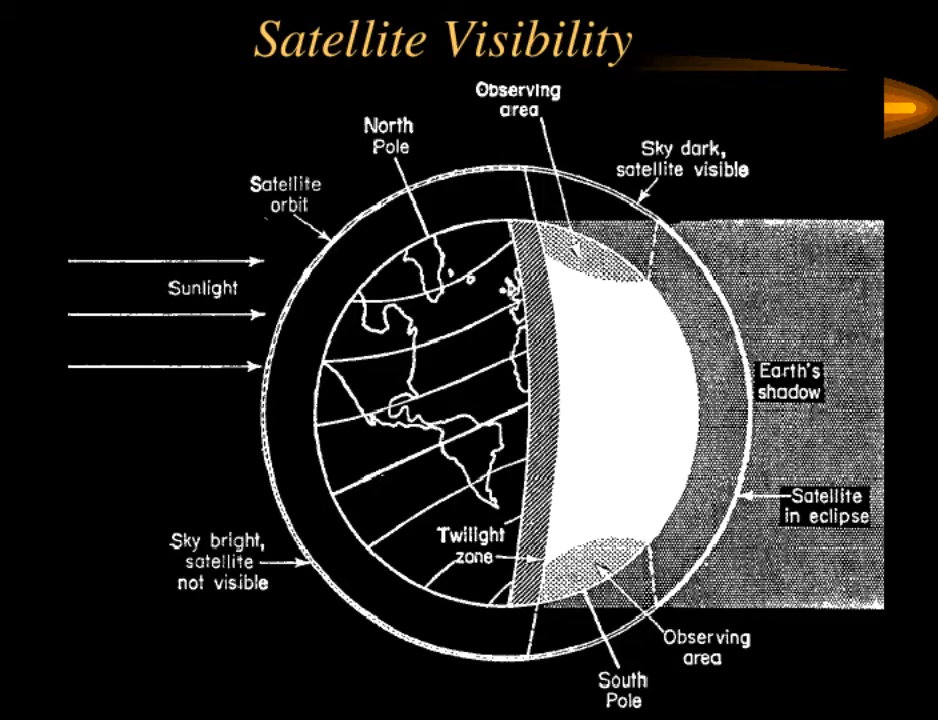 Satellite Visibility
Observing
area
North
Pole
Sky dark,
satellite visible
Satellite
orbit
Sunlight
Earth's
shadow
Satellite
in eclipse
Twilight
zone
Sky bright,
satellite
not visible
Observing
area
South
Pole